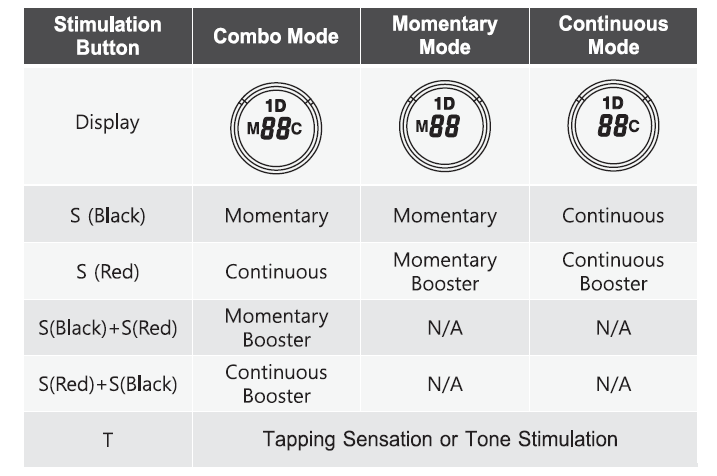 Stimulation Button Combo Mode Momentary Mode Continuous Mode
Display 1D M88C 1D M88 1D 88C
S (Black) Momentary Momentary Continuous
S (Red) Continuous Momentary Booster Continuous Booster
S(Black)+S(Red) Momentary Booster N/A N/A
S(Red)+S(Black) Continuous Booster N/A N/A
T Tapping Sensation or Tone Stimulation